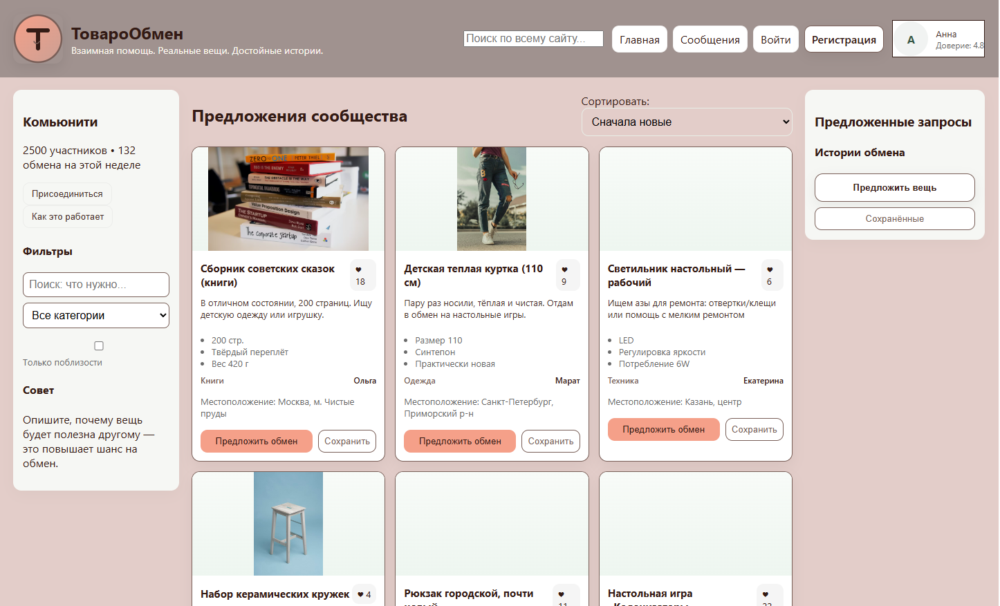 Т
ТовароОбмен
Взаимная помощь. Реальные вещи. Достойные истории.
Поиск по всему сайту...
Главная
Сообщения
Войти
Регистрация
А
Анна
Доверие: 4.8
Комьюнити
2500 участников • 132
обмена на этой неделе
Присоединиться
Как это работает
Фильтры
Поиск: что нужно...
Все категории
Только поблизости
Совет
Опишите, почему вещь
будет полезна другому —
это повышает шанс на
обмен.
Предложения сообщества
Сортировать:
Сначала новые
ZERO TO ONE PETER THIEL
EGO IS THE ENEMY
THE OBSTACLE IS THE WAY
Value Proposition Design
THE STARTUP
The corporate startup
Сборник советских сказок
(книги)
♥
18
В отличном состоянии, 200 страниц. Ищу
детскую одежду или игрушку.
• 200 стр.
• Твёрдый переплёт
• Вес 420 г
Книги
Ольга
Местоположение: Москва, м. Чистые
пруды
Предложить обмен
Сохранить
Детская теплая куртка (110
см)
♥
9
Пару раз носили, тёплая и чистая. Отдам
в обмен на настольные игры.
• Размер 110
• Синтепон
• Практически новая
Одежда
Марат
Местоположение: Санкт-Петербург,
Приморский р-н
Предложить обмен
Сохранить
Светильник настольный —
рабочий
♥
6
Ищем азы для ремонта: отвертки/клещи
или помощь с мелким ремонтом
• LED
• Регулировка яркости
• Потребление 6W
Техника
Екатерина
Местоположение: Казань, центр
Предложить обмен
Сохранить
Набор керамических кружек
♥ 4
Рюкзак городской, почти
♥
Настольная игра
♥
Предложенные запросы
Истории обмена
Предложить вещь
Сохранённые